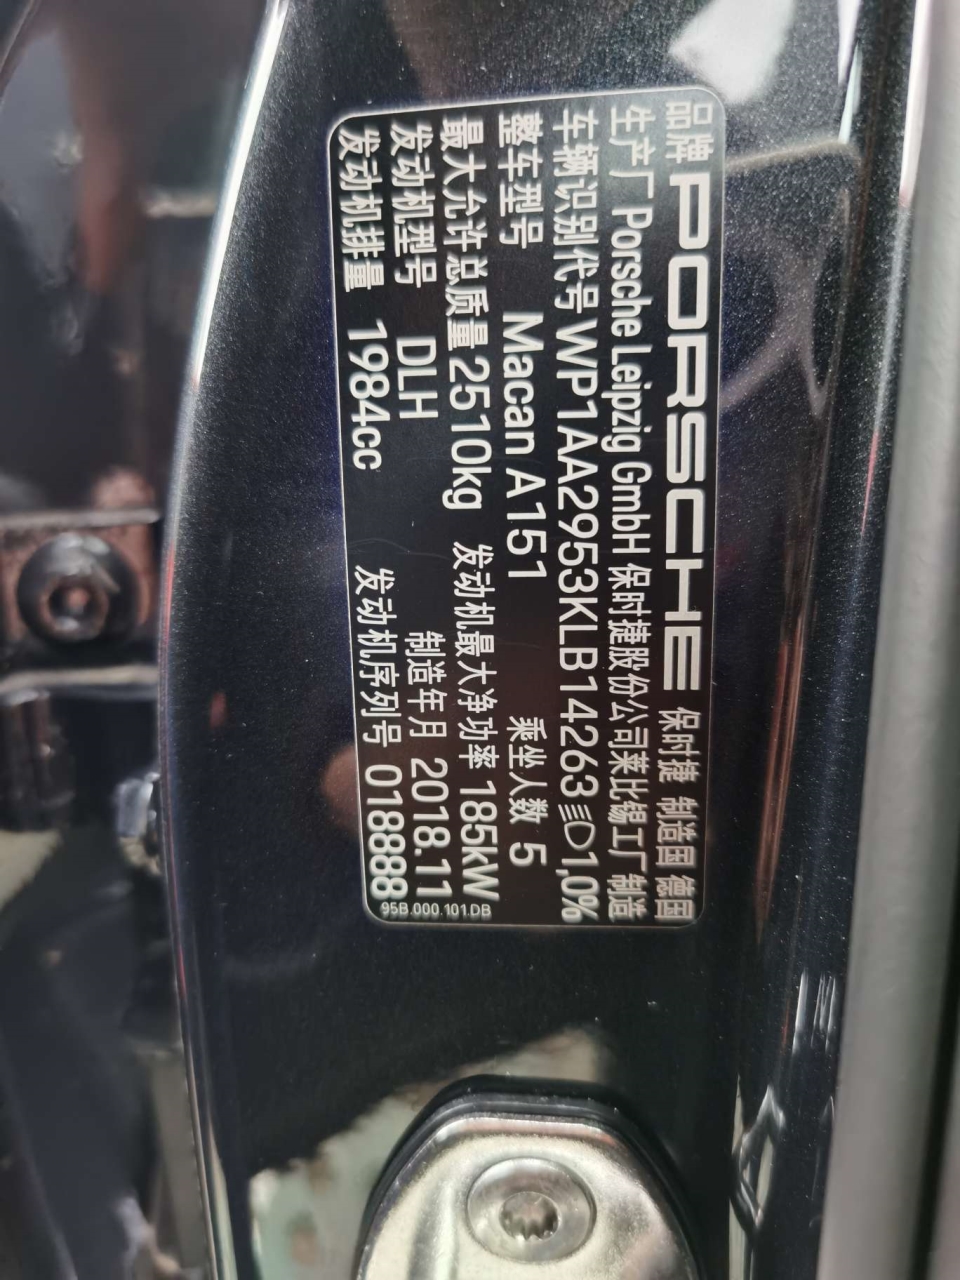 品牌 PORSCHE 保时捷 制造国 德国
生产厂 Porsche Leipzig GmbH 保时捷股份公司莱比锡工厂 制造
车辆识别代号 WP1AA2953KLB14263 1,0%
整车型号 Macan A151 乘坐人数 5
最大允许总质量 2510kg 发动机最大净功率 185kW
发动机型号 DLH 制造年月 2018.11
发动机排量 1984cc 发动机序列号 018888
95B.000.101.DB